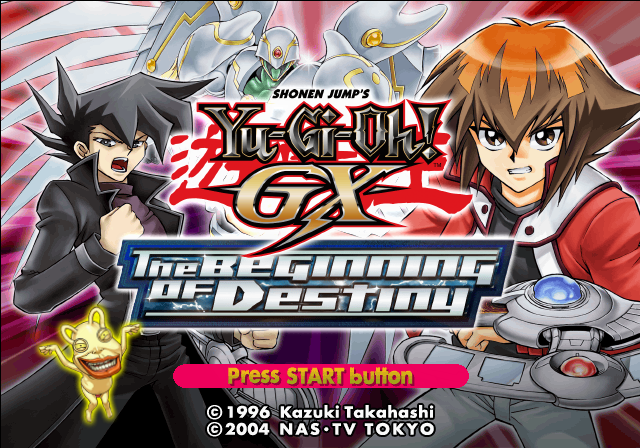 SHONEN JUMP'S
Yu-Gi-Oh!
™
GX
The Beginning
of Destiny
Press START button
© 1996 Kazuki Takahashi
© 2004 NAS・TV TOKYO